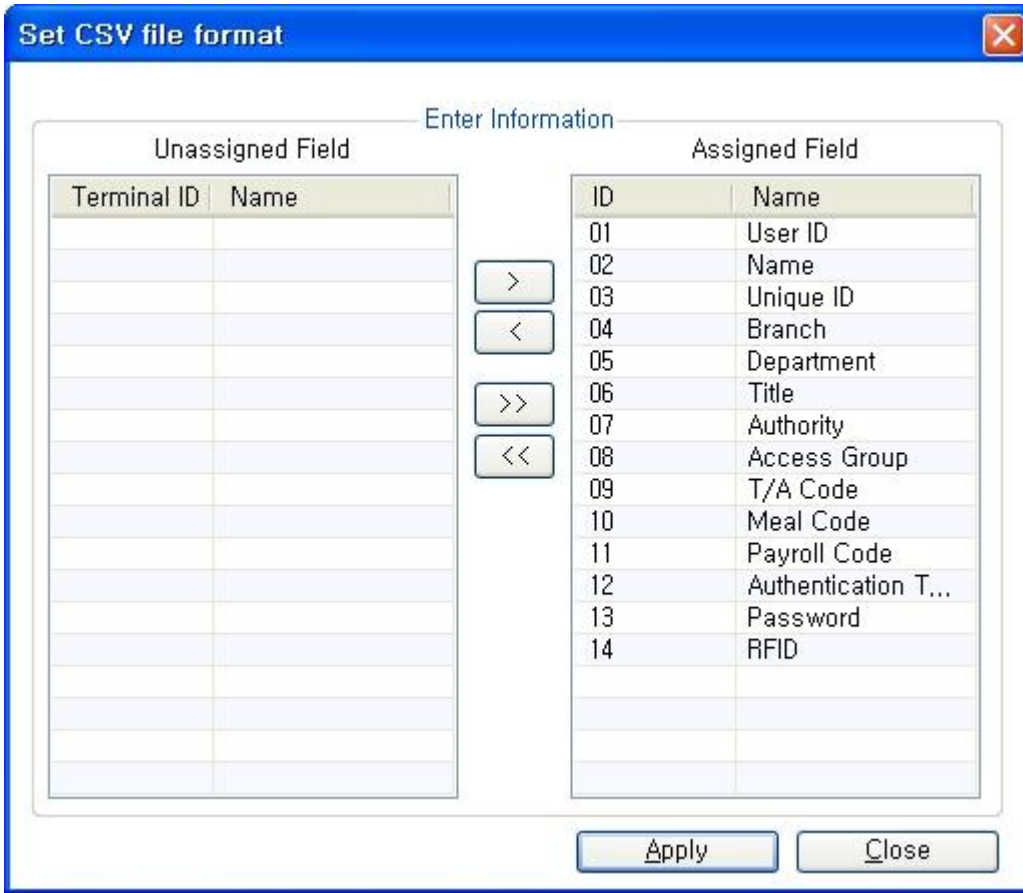 Set CSV file format
Enter Information
Unassigned Field
Assigned Field
Terminal ID Name
ID Name
01 User ID
02 Name
>
03 Unique ID
<
04 Branch
05 Department
06 Title
>>
07 Authority
<<
08 Access Group
09 T/A Code
10 Meal Code
11 Payroll Code
12 Authentication T...
13 Password
14 RFID
Apply
Close